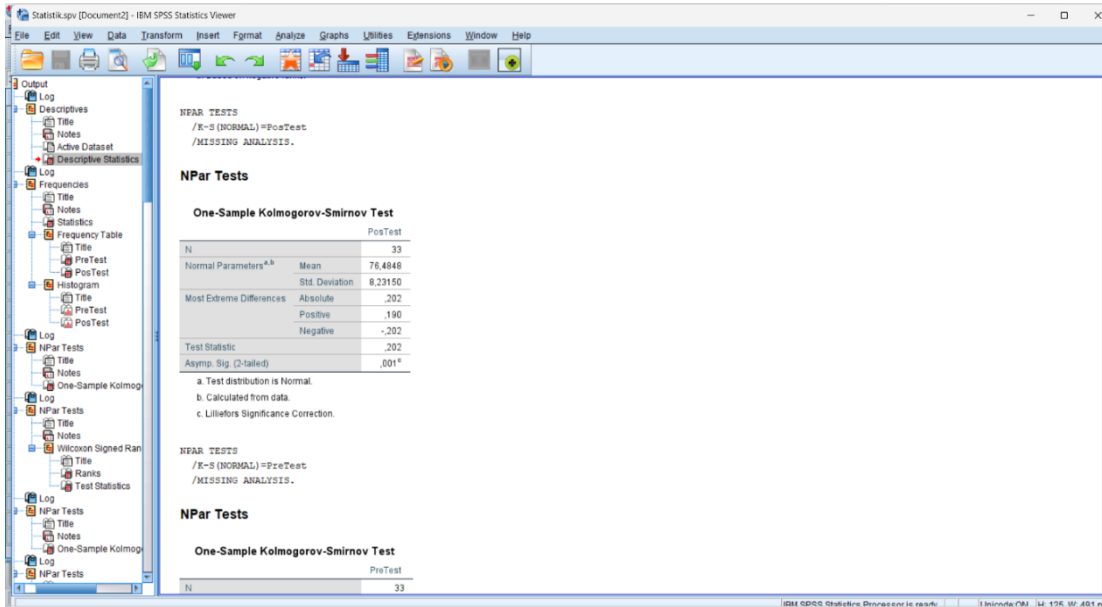 Statistik.spv [Document2] - IBM SPSS Statistics Viewer
File Edit View Data Transform Insert Format Analyze Graphs Utilities Extensions Window Help
Output
Log
Descriptives
Title
Notes
Active Dataset
Descriptive Statistics
Log
Frequencies
Title
Notes
Statistics
Frequency Table
Title
PreTest
PosTest
Histogram
Title
PreTest
PosTest
Log
NPar Tests
Title
Notes
One-Sample Kolmog
Log
NPar Tests
Title
Notes
Wilcoxon Signed Ran
Title
Ranks
Test Statistics
Log
NPar Tests
Title
Notes
One-Sample Kolmog
Log
NPar Tests
NPAR TESTS
/K-S(NORMAL)=PosTest
/MISSING ANALYSIS.
NPar Tests
One-Sample Kolmogorov-Smirnov Test
PosTest
N 33
Normal Parameters a,b Mean 76,4848
Std. Deviation 8,23150
Most Extreme Differences Absolute ,202
Positive ,190
Negative -,202
Test Statistic ,202
Asymp. Sig. (2-tailed) ,001 c
a. Test distribution is Normal.
b. Calculated from data.
c. Lilliefors Significance Correction.
NPAR TESTS
/K-S(NORMAL)=PreTest
/MISSING ANALYSIS.
NPar Tests
One-Sample Kolmogorov-Smirnov Test
PreTest
N 33
IBM SPSS Statistics Processor is ready Unicode:ON H: 125, W: 491 p